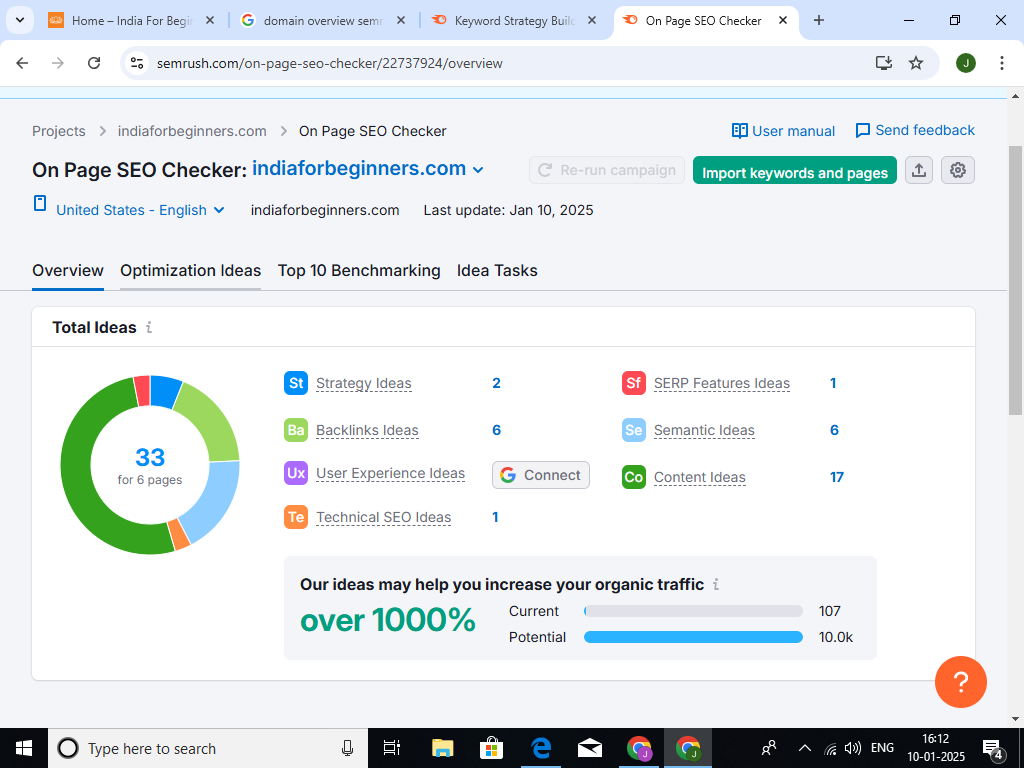 Home – India For Begi
domain overview semr
Keyword Strategy Buil
On Page SEO Checker
semrush.com/on-page-seo-checker/22737924/overview
J
Projects > indiaforbeginners.com > On Page SEO Checker
User manual
Send feedback
On Page SEO Checker: indiaforbeginners.com
Re-run campaign
Import keywords and pages
United States - English
indiaforbeginners.com
Last update: Jan 10, 2025
Overview
Optimization Ideas
Top 10 Benchmarking
Idea Tasks
Total Ideas i
33
for 6 pages
St Strategy Ideas 2
Ba Backlinks Ideas 6
Ux User Experience Ideas Connect
Te Technical SEO Ideas 1
Sf SERP Features Ideas 1
Se Semantic Ideas 6
Co Content Ideas 17
Our ideas may help you increase your organic traffic i
over 1000%
Current 107
Potential 10.0k
?
Type here to search
ENG
16:12
10-01-2025
4